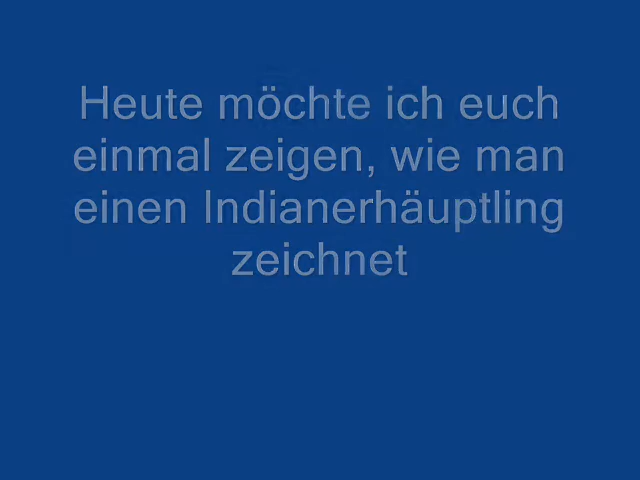 Heute möchte ich euch
einmal zeigen, wie man
einen Indianerhäuptling
zeichnet